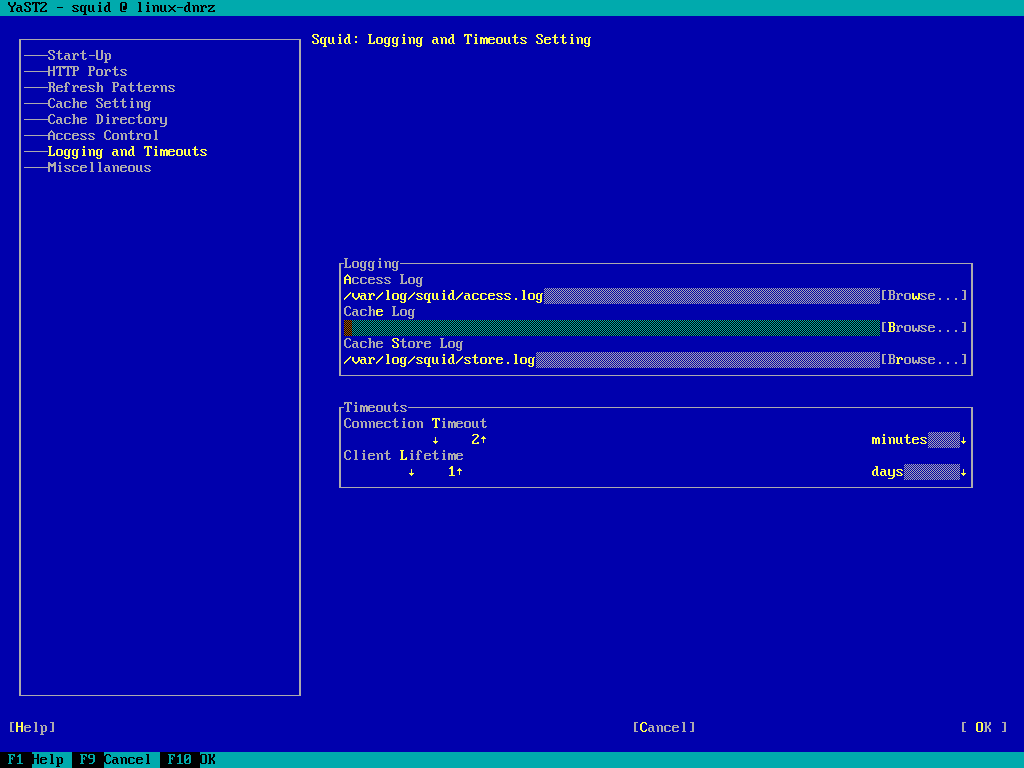 YaST2 - squid @ linux-dnrz
Start-Up
HTTP Ports
Refresh Patterns
Cache Setting
Cache Directory
Access Control
Logging and Timeouts
Miscellaneous
Squid: Logging and Timeouts Setting
Logging
Access Log
/var/log/squid/access.log [Browse...]
Cache Log
[Browse...]
Cache Store Log
/var/log/squid/store.log [Browse...]
Timeouts
Connection Timeout
↓ 2↑ minutes ↓
Client Lifetime
↓ 1↑ days ↓
[Help] [Cancel] [ OK ]
F1 Help F9 Cancel F10 OK